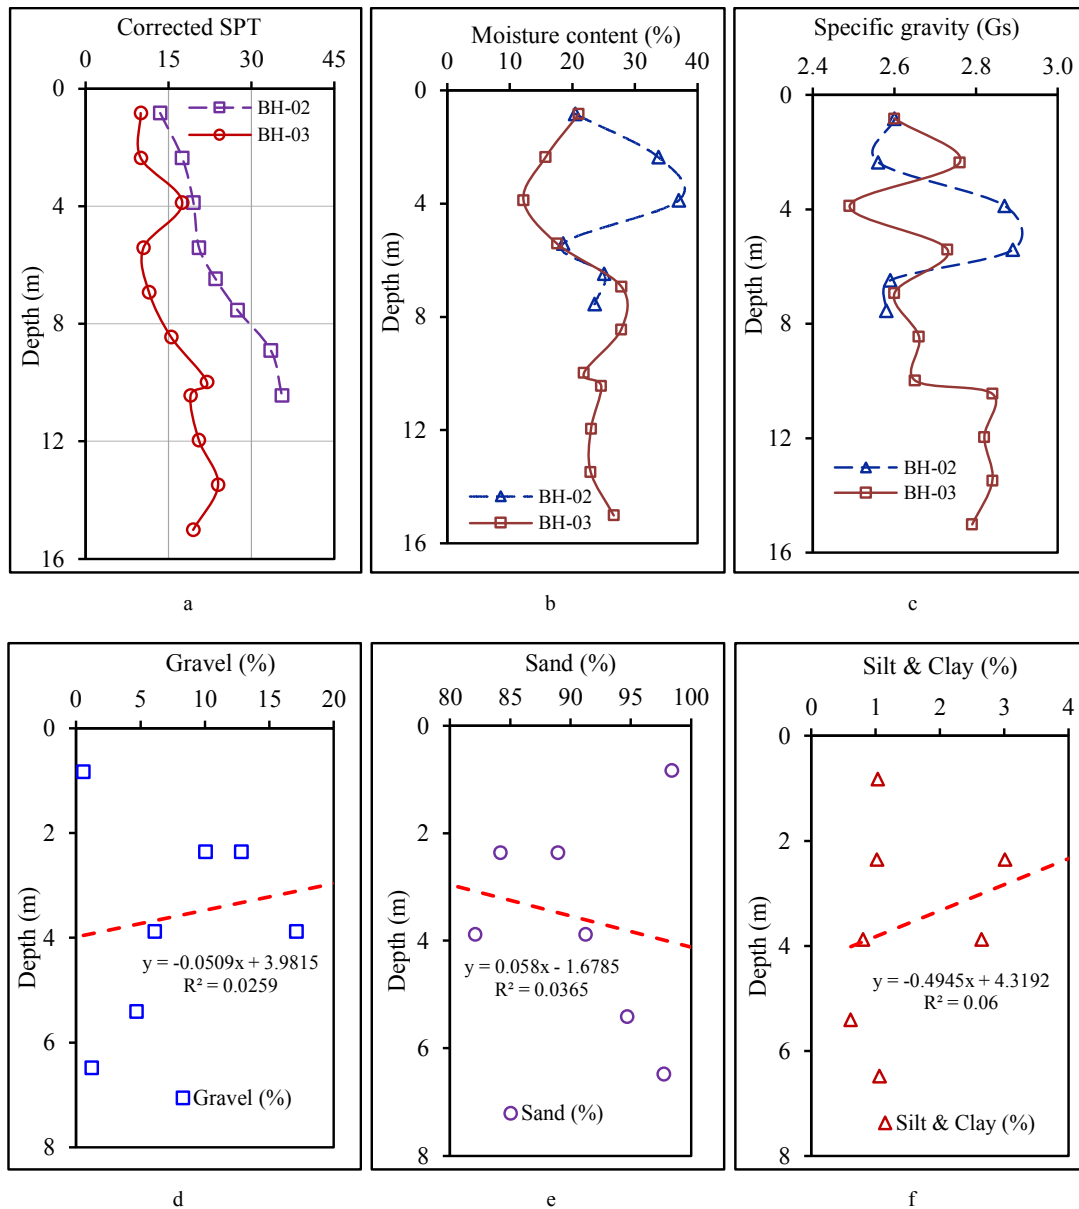 Corrected SPT
0 15 30 45
0
4
8
12
16
Depth (m)
BH-02
BH-03
a
Moisture content (%)
0 10 20 30 40
0
4
8
12
16
Depth (m)
BH-02
BH-03
b
Specific gravity (Gs)
2.4 2.6 2.8 3.0
0
4
8
12
16
Depth (m)
BH-02
BH-03
c
Gravel (%)
0 5 10 15 20
0
2
4
6
8
Depth (m)
y = -0.0509x + 3.9815
R² = 0.0259
Gravel (%)
d
Sand (%)
80 85 90 95 100
0
2
4
6
8
Depth (m)
y = 0.058x - 1.6785
R² = 0.0365
Sand (%)
e
Silt & Clay (%)
0 1 2 3 4
0
2
4
6
8
Depth (m)
y = -0.4945x + 4.3192
R² = 0.06
Silt & Clay (%)
f